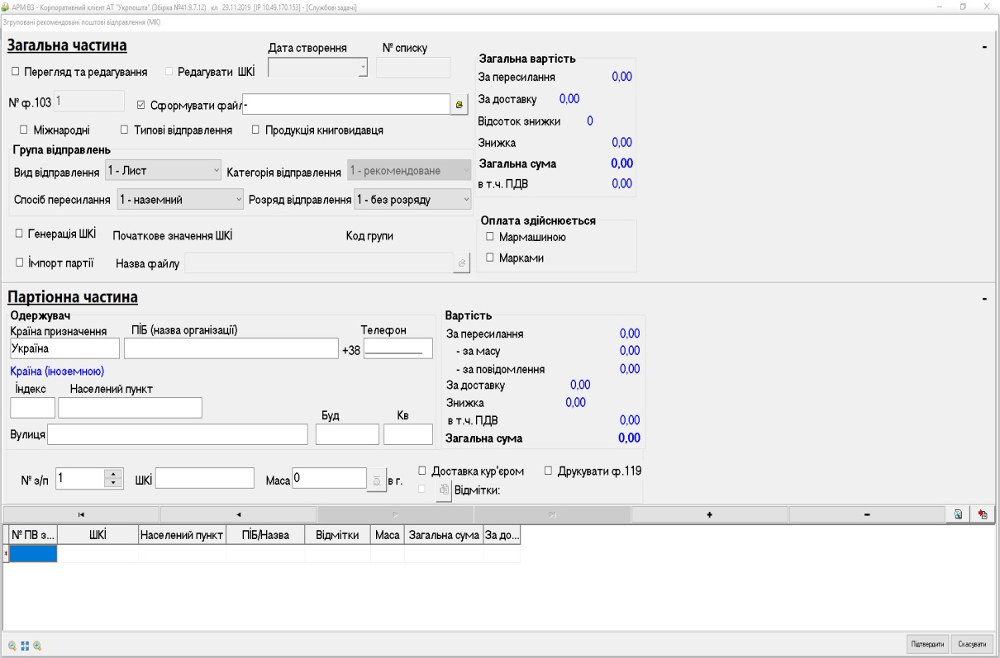 АРМ ВЗ - Корпоративний клієнт АТ "Укрпошта" (Збірка №41.9.7.12) кл 29.11.2019 [IP 10.49.170.153] - [Службові задачі]
Згруповані рекомендовані поштові відправлення (МК)
Загальна частина
-
Дата створення № списку
Перегляд та редагування Редагувати ШКІ
№ ф.103 1 Сформувати файл -
Міжнародні Типові відправлення Продукція книговидавця
Група відправлень
Вид відправлення 1 - Лист Категорія відправлення 1 - рекомендоване
Спосіб пересилання 1 - наземний Розряд відправлення 1 - без розряду
Генерація ШКІ Початкове значення ШКІ Код групи
Імпорт партії Назва файлу
Загальна вартість
За пересилання 0,00
За доставку 0,00
Відсоток знижки 0
Знижка 0,00
Загальна сума 0,00
в т.ч. ПДВ 0,00
Оплата здійснюється
Мармашиною
Марками
Партіонна частина
-
Одержувач
Країна призначення ПІБ (назва організації) Телефон
Україна +38 ___________
Країна (іноземною)
Індекс Населений пункт
Буд Кв
Вулиця
Вартість
За пересилання 0,00
- за масу 0,00
- за повідомлення 0,00
За доставку 0,00
Знижка 0,00
в т.ч. ПДВ 0,00
Загальна сума 0,00
№ з/п 1 ШКІ Маса 0 в г. Доставка кур'єром Друкувати ф.119
Відмітки:
№ ПВ з... ШКІ Населений пункт ПІБ/Назва Відмітки Маса Загальна сума За до...
Підтвердити Скасувати